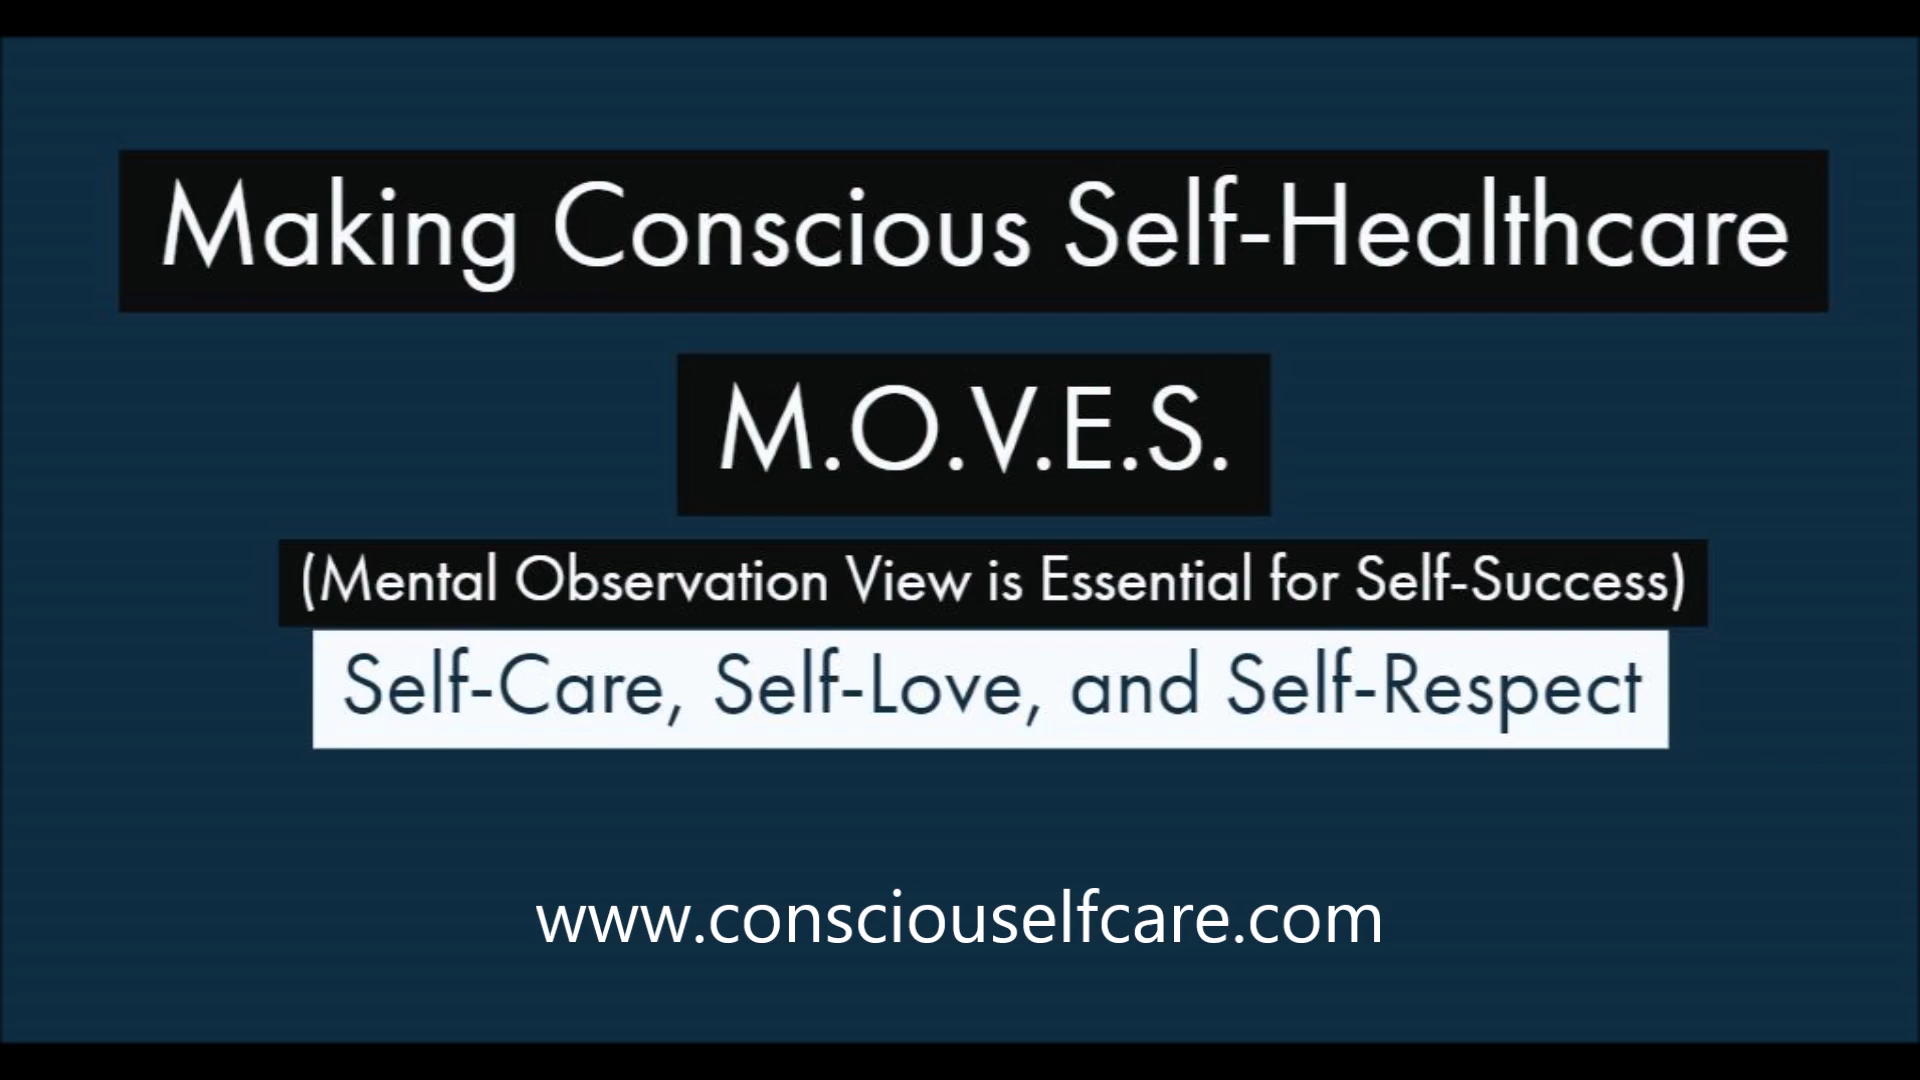 Making Conscious Self-Healthcare
M.O.V.E.S.
(Mental Observation View is Essential for Self-Success)
Self-Care, Self-Love, and Self-Respect
www.consciouselfcare.com